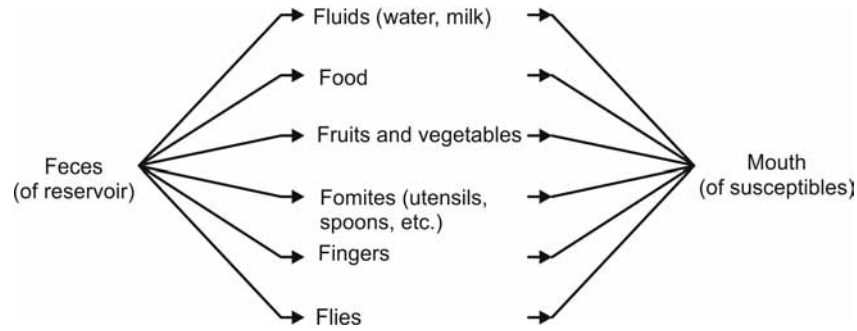 Fluids (water, milk)
Food
Fruits and vegetables
Feces
(of reservoir)
Mouth
(of susceptibles)
Fomites (utensils,
spoons, etc.)
Fingers
Flies